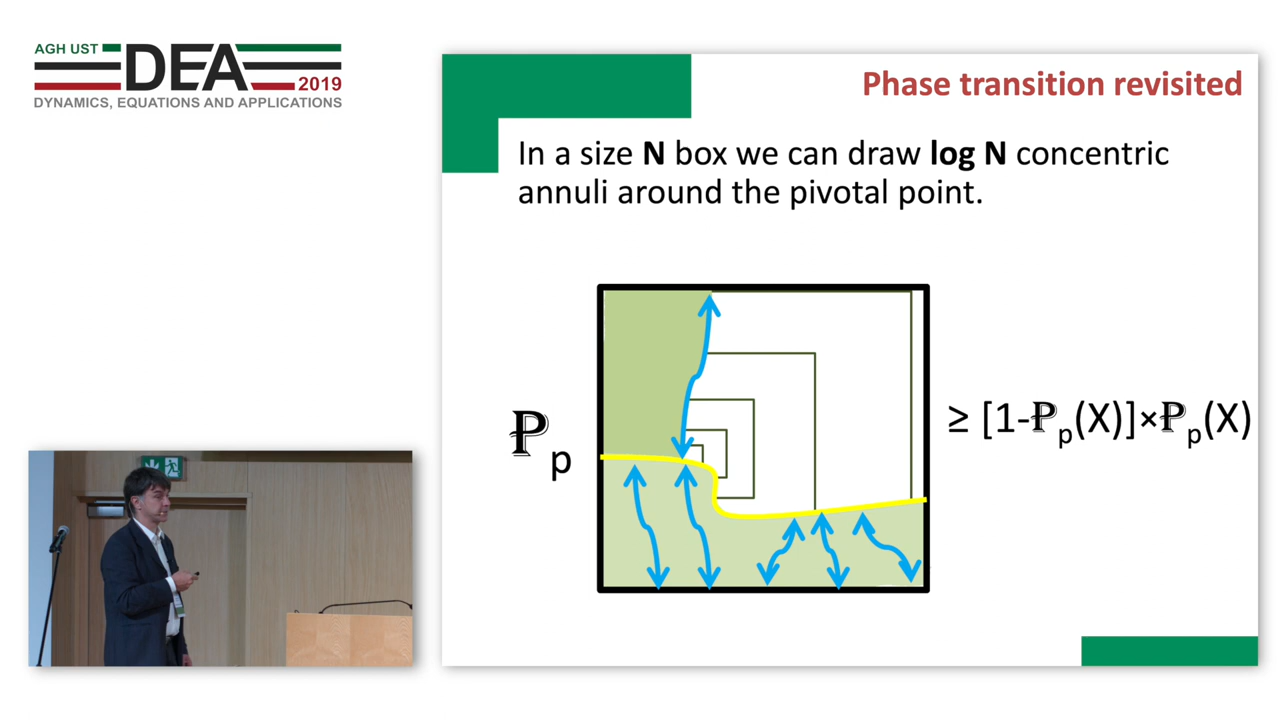 AGH UST
DEA
2019
DYNAMICS, EQUATIONS AND APPLICATIONS
Phase transition revisited
In a size N box we can draw log N concentric
annuli around the pivotal point.
ℙp
≥ [1-ℙp(X)]×ℙp(X)